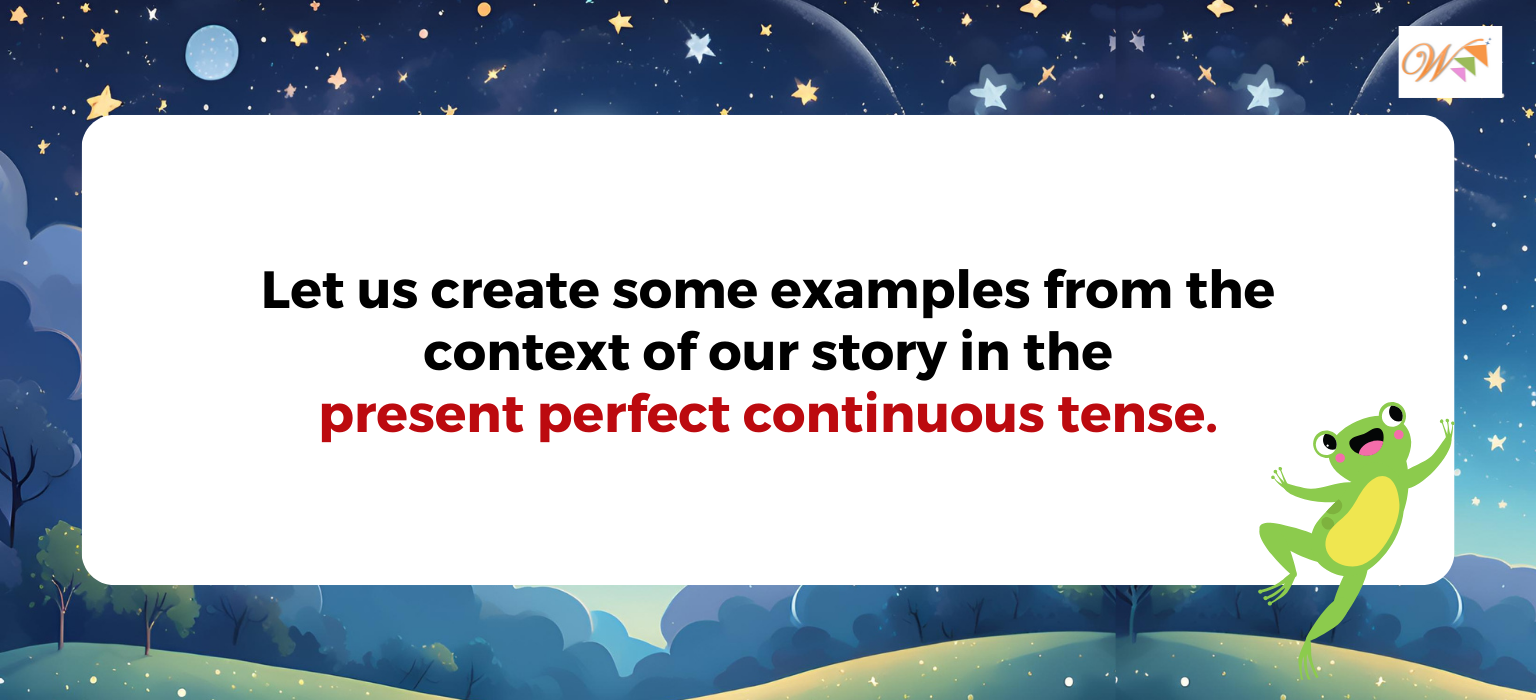 W
Let us create some examples from the
context of our story in the
present perfect continuous tense.